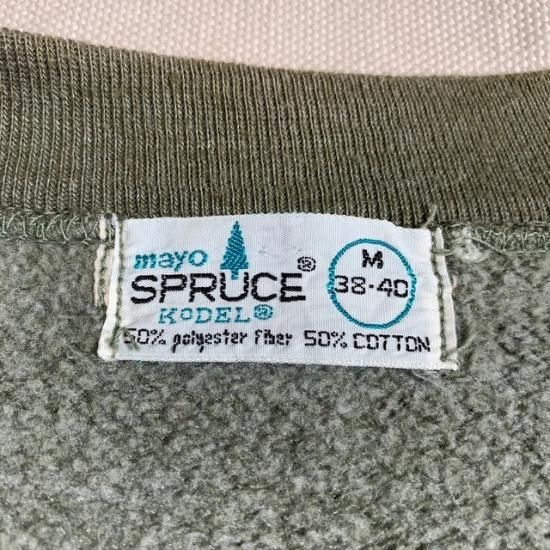 mayo
SPRUCE®
KODEL®
M
38-40
50% polyester fiber 50% COTTON